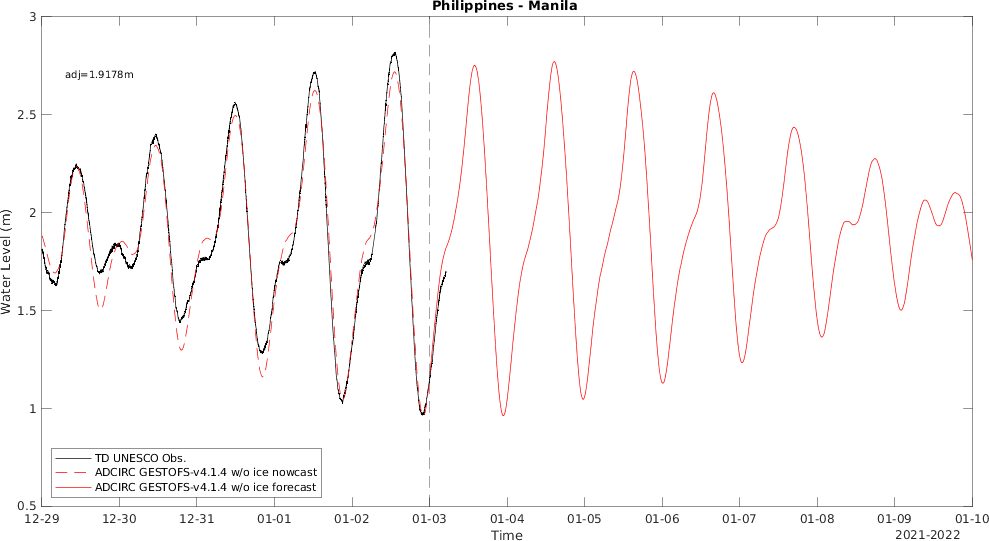 Philippines - Manila
adj=1.9178m
Water Level (m)
3
2.5
2
1.5
1
0.5
TD UNESCO Obs.
ADCIRC GESTOFS-v4.1.4 w/o ice nowcast
ADCIRC GESTOFS-v4.1.4 w/o ice forecast
12-29 12-30 12-31 01-01 01-02 01-03 01-04 01-05 01-06 01-07 01-08 01-09 01-10
Time
2021-2022